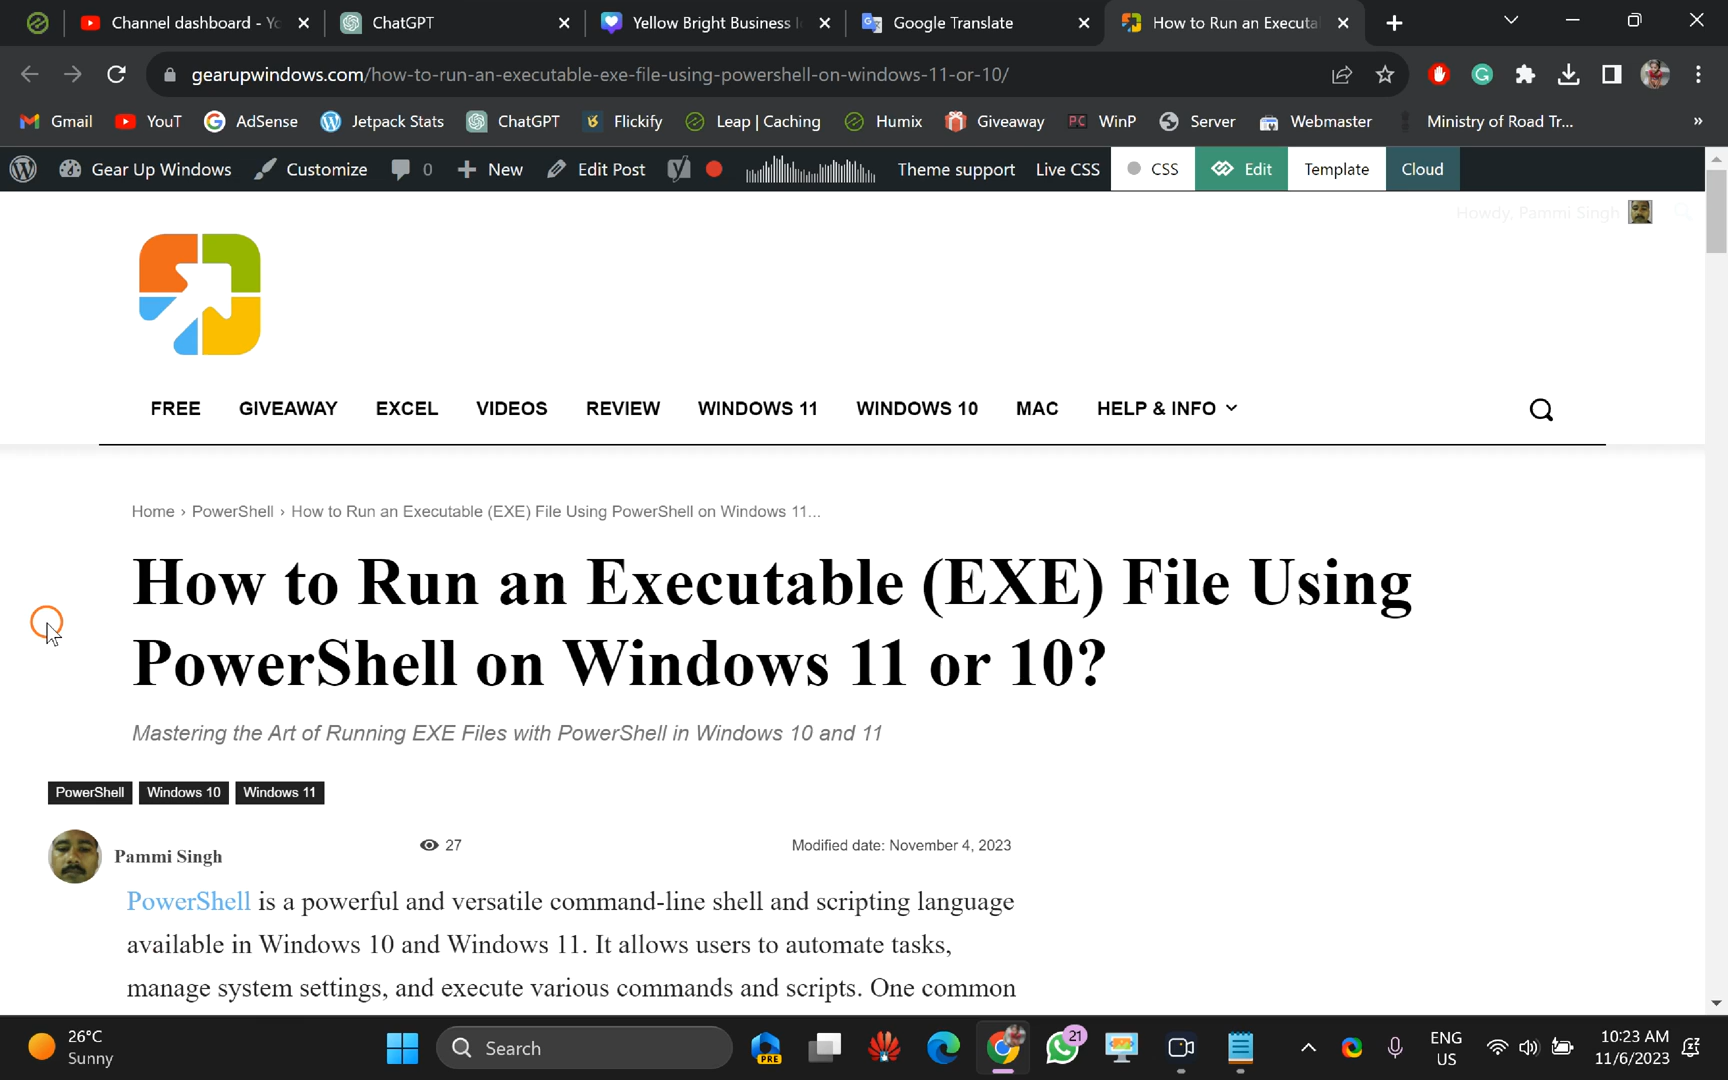 Channel dashboard - Yo
ChatGPT
Yellow Bright Business I
Google Translate
How to Run an Executa
gearupwindows.com/how-to-run-an-executable-exe-file-using-powershell-on-windows-11-or-10/
Gmail YouT AdSense Jetpack Stats ChatGPT Flickify Leap | Caching Humix Giveaway PC WinP Server Webmaster Ministry of Road Tr... »
Gear Up Windows Customize 0 New Edit Post Theme support Live CSS CSS Edit Template Cloud
Howdy, Pammi Singh
FREE GIVEAWAY EXCEL VIDEOS REVIEW WINDOWS 11 WINDOWS 10 MAC HELP & INFO
Home › PowerShell › How to Run an Executable (EXE) File Using PowerShell on Windows 11...
How to Run an Executable (EXE) File Using
PowerShell on Windows 11 or 10?
Mastering the Art of Running EXE Files with PowerShell in Windows 10 and 11
PowerShell Windows 10 Windows 11
Pammi Singh 27 Modified date: November 4, 2023
PowerShell is a powerful and versatile command-line shell and scripting language
available in Windows 10 and Windows 11. It allows users to automate tasks,
manage system settings, and execute various commands and scripts. One common
26°C
Sunny
Search
PRE
21
ENG
US
10:23 AM
11/6/2023